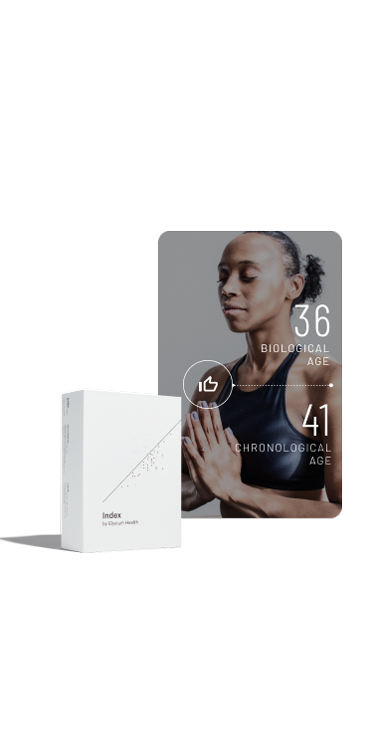 36
BIOLOGICAL
AGE
41
CHRONOLOGICAL
AGE
Index
by Elysium Health